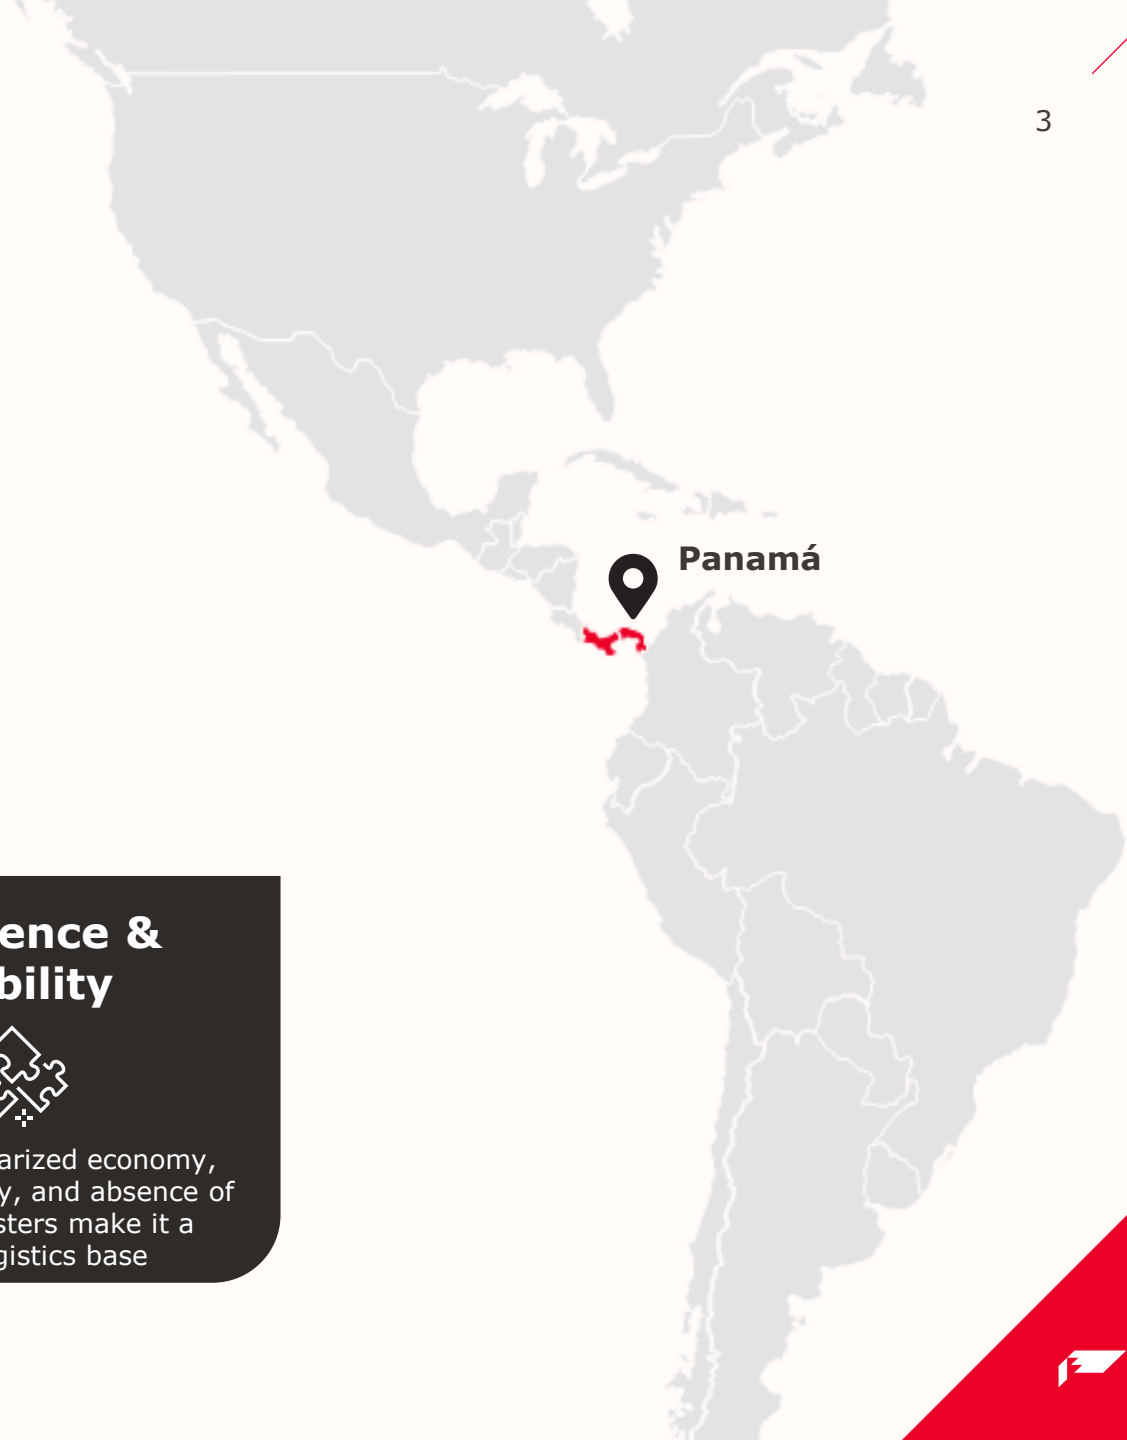 3
Panamá
ence &
bility
arized economy,
y, and absence of
sters make it a
gistics base